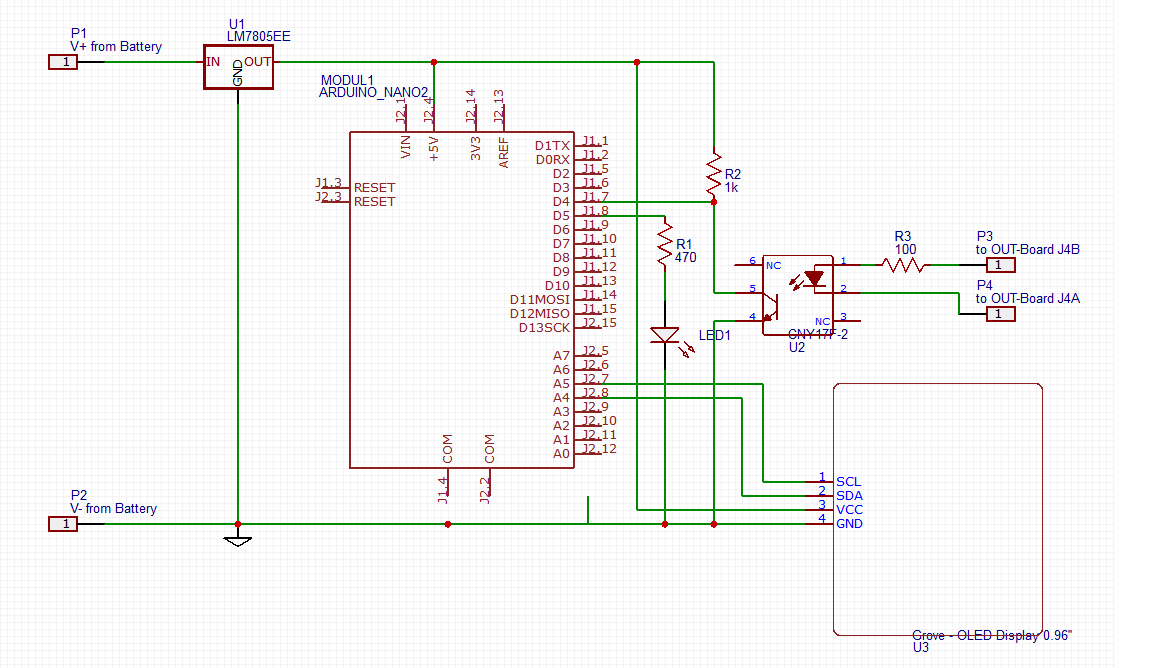 P1
V+ from Battery
1
U1
LM7805EE
IN
GND
OUT
MODUL1
ARDUINO_NANO2
J2.1
J2.4
J2.14
J2.13
VIN
+5V
3V3
AREF
J1.3
RESET
J2.3
RESET
D1TX
J1.1
D0RX
J1.2
D2
J1.5
D3
J1.6
D4
J1.7
D5
J1.8
D6
J1.9
D7
J1.10
D8
J1.11
D9
J1.12
D10
J1.13
D11MOSI
J1.14
D12MISO
J1.15
D13SCK
J2.15
A7
J2.5
A6
J2.6
A5
J2.7
A4
J2.8
A3
J2.9
A2
J2.10
A1
J2.11
A0
J2.12
COM
COM
J1.4
J2.2
R2
1k
R1
470
LED1
6
NC
5
4
1
2
NC
3
CNY17F-2
U2
R3
100
P3
to OUT-Board J4B
1
P4
to OUT-Board J4A
1
P2
V- from Battery
1
1
SCL
2
SDA
3
VCC
4
GND
Grove - OLED Display 0.96"
U3